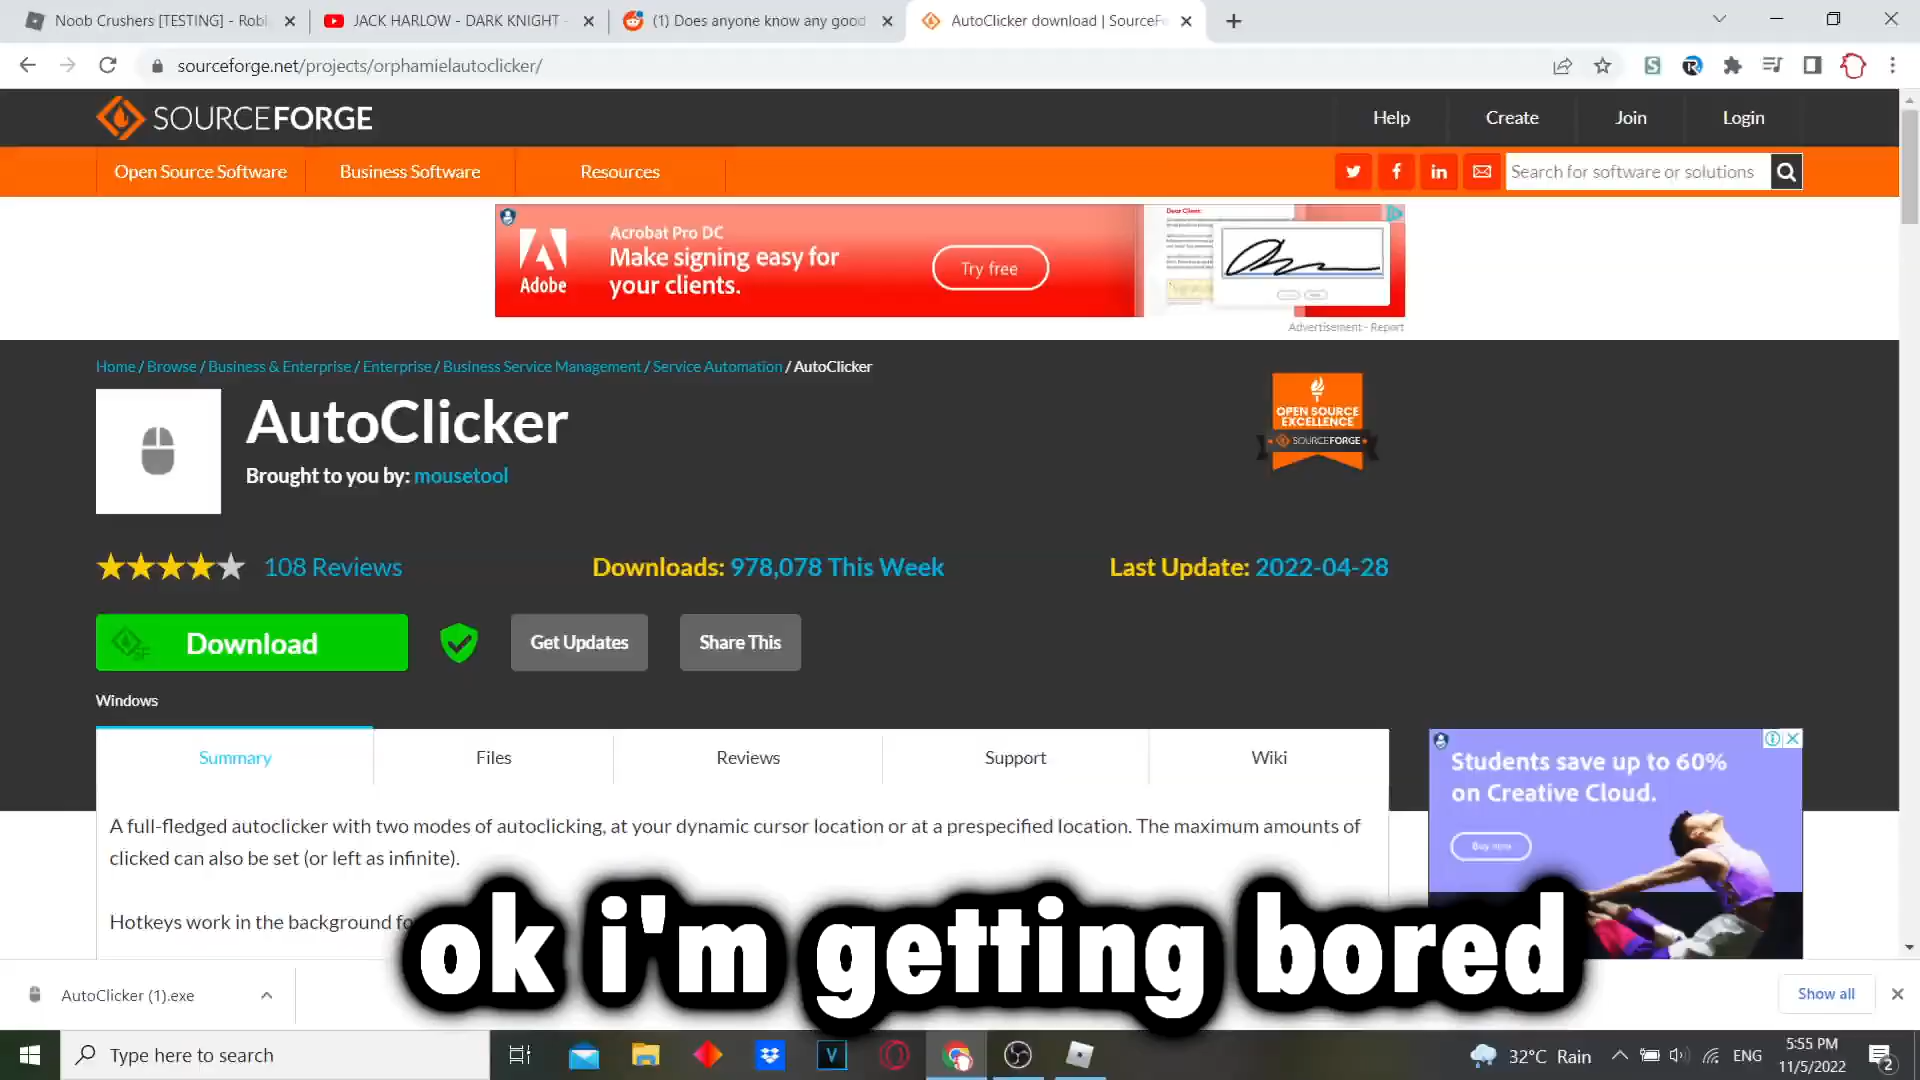 Noob Crushers [TESTING] - Rob
JACK HARLOW - DARK KNIGHT -
(1) Does anyone know any good
AutoClicker download | SourceFo
sourceforge.net/projects/orphamielautoclicker/
SOURCEFORGE
Help
Create
Join
Login
Open Source Software
Business Software
Resources
Search for software or solutions
Adobe
Acrobat Pro DC
Make signing easy for
your clients.
Try free
Dear Client:
Advertisement - Report
Home / Browse / Business & Enterprise / Enterprise / Business Service Management / Service Automation / AutoClicker
AutoClicker
Brought to you by: mousetool
OPEN SOURCE
EXCELLENCE
SOURCEFORGE
108 Reviews
Downloads: 978,078 This Week
Last Update: 2022-04-28
Download
Get Updates
Share This
Windows
Summary
Files
Reviews
Support
Wiki
A full-fledged autoclicker with two modes of autoclicking, at your dynamic cursor location or at a prespecified location. The maximum amounts of
clicked can also be set (or left as infinite).
Hotkeys work in the background fo
Students save up to 60%
on Creative Cloud.
Buy now
ok i'm getting bored
AutoClicker (1).exe
Show all
Type here to search
V
32°C Rain
ENG
5:55 PM
11/5/2022
2